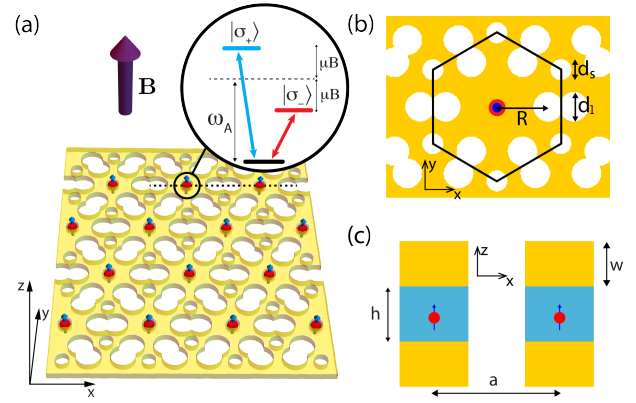 (a)
B
|σ₊⟩
μB
|σ₋⟩
μB
ω_A
z
y
x
(b)
d_s
R
d_l
y
x
(c)
z
x
w
h
a